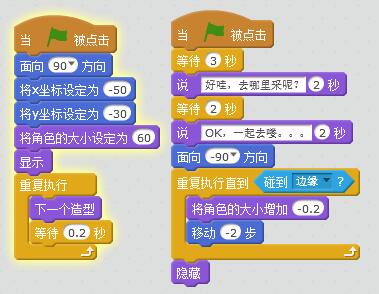 当 被点击
面向 90 方向
将x坐标设定为 -50
将y坐标设定为 -30
将角色的大小设定为 60
显示
重复执行
下一个造型
等待 0.2 秒
当 被点击
等待 3 秒
说 好哇，去哪里采呢？ 2 秒
等待 2 秒
说 OK，一起去喽。。。 2 秒
面向 -90 方向
重复执行直到 碰到 边缘 ？
将角色的大小增加 -0.2
移动 -2 步
隐藏